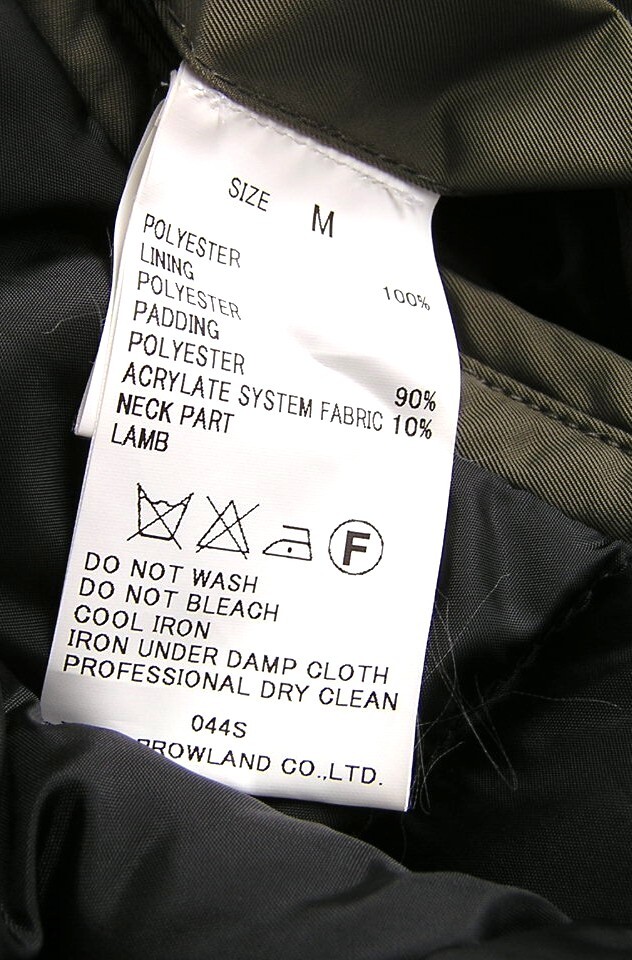 SIZE M
POLYESTER 100%
LINING
POLYESTER
PADDING
POLYESTER 90%
ACRYLATE SYSTEM FABRIC 10%
NECK PART
LAMB
F
DO NOT WASH
DO NOT BLEACH
COOL IRON
IRON UNDER DAMP CLOTH
PROFESSIONAL DRY CLEAN
044S
PROWLAND CO.,LTD.